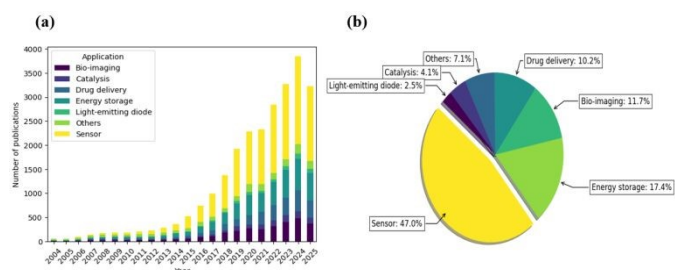 (a)
(b)
Number of publications
4000
3500
3000
2500
2000
1500
1000
500
0
Application
Bio-imaging
Catalysis
Drug delivery
Energy storage
Light-emitting diode
Others
Sensor
2004
2005
2006
2007
2008
2009
2010
2011
2012
2013
2014
2015
2016
2017
2018
2019
2020
2021
2022
2023
2024
2025
Others: 7.1%
Catalysis: 4.1%
Light-emitting diode: 2.5%
Drug delivery: 10.2%
Bio-imaging: 11.7%
Energy storage: 17.4%
Sensor: 47.0%